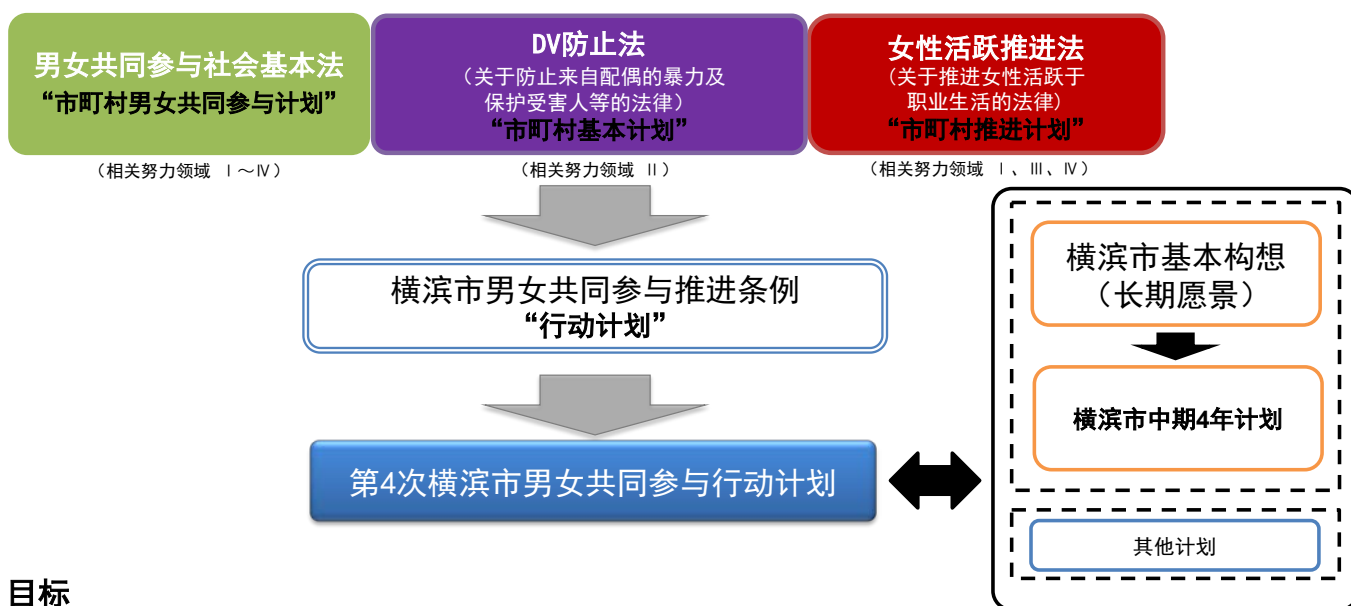 男女共同参与社会基本法
“市町村男女共同参与计划”
（相关努力领域 Ⅰ～Ⅳ）
DV防止法
（关于防止来自配偶的暴力及
保护受害人等的法律）
“市町村基本计划”
（相关努力领域 Ⅱ）
女性活跃推进法
（关于推进女性活跃于
职业生活的法律）
“市町村推进计划”
（相关努力领域 Ⅰ、Ⅲ、Ⅳ）
横滨市男女共同参与推进条例
“行动计划”
第4次横滨市男女共同参与行动计划
横滨市基本构想
（长期愿景）
横滨市中期4年计划
其他计划
目标